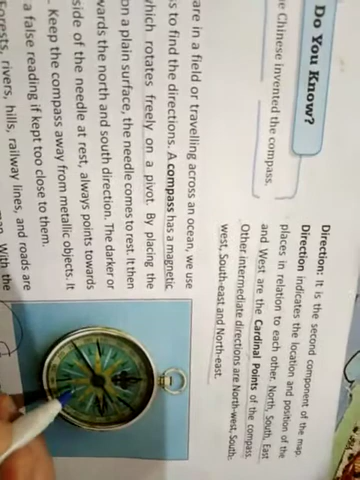 Do You Know?
e Chinese invented the compass.
Direction: It is the second component of the map.
Direction indicates the location and position of the
places in relation to each other. North, South, East
and West are the Cardinal Points of the compass.
Other intermediate directions are North-west, South-
west, South-east and North-east.
are in a field or travelling across an ocean, we use
s to find the directions. A compass has a magnetic
which rotates freely on a pivot. By placing the
on a plain surface, the needle comes to rest. It then
wards the north and south direction. The darker or
side of the needle at rest, always points towards
. Keep the compass away from metallic objects. It
a false reading if kept too close to them.
Forests, rivers, hills, railway lines, and roads are
With the